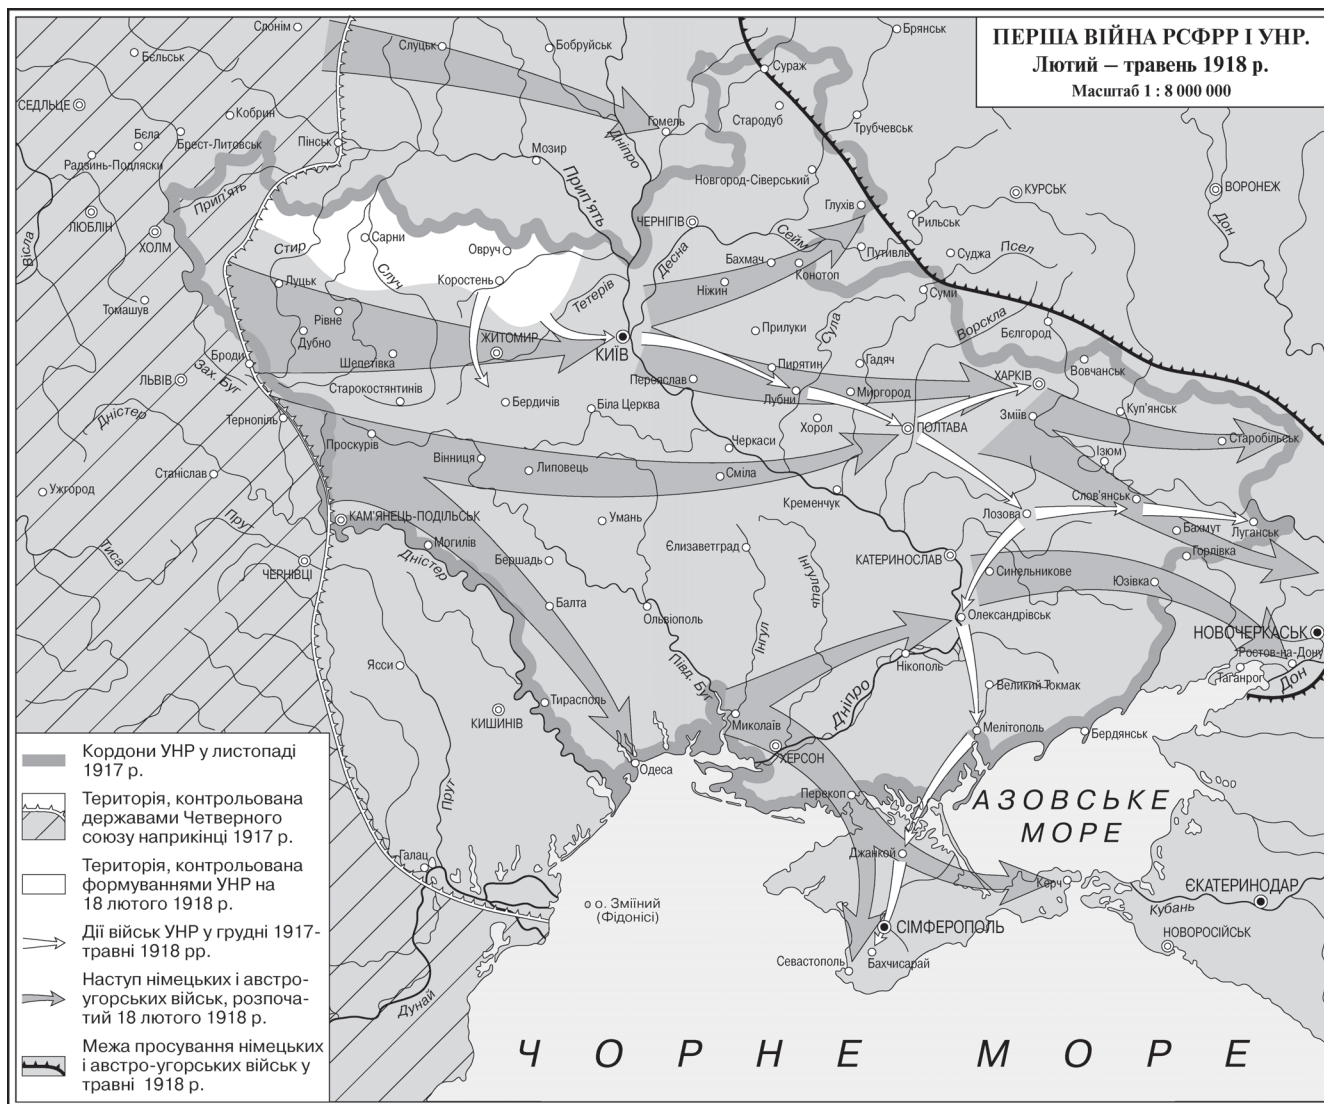 ПЕРША ВІЙНА РСФРР І УНР.
Лютий – травень 1918 р.
Масштаб 1 : 8 000 000
Слонім
Слуцьк
Бобруйськ
Брянськ
Бєльськ
Сураж
СЕДЛЬЦЕ
Кобрин
Стародуб
Бєла
Гомель
Дніпро
Трубчевськ
Брест-Литовськ
Пінськ
Радзинь-Подляски
Мозир
Прип'ять
Новгород-Сіверський
КУРСЬК
ВОРОНЕЖ
Прип'ять
ЛЮБЛІН
ХОЛМ
Глухів
Рильськ
Дон
Вісла
ЧЕРНІГІВ
Сейм
Стир
Сарни
Овруч
Десна
Путивль
Псел
Суджа
Случ
Бахмач
Конотоп
Луцьк
Коростень
Тетерів
Ніжин
Суми
Томашув
Рівне
Сула
Ворскла
Дубно
ЖИТОМИР
КИЇВ
Прилуки
Бєлгород
Броди
Шепетівка
Пирятин
Гадяч
Вовчанськ
Зах. Буг
ЛЬВІВ
Старокостянтинів
Переяслав
ХАРКІВ
Лубни
Миргород
Бердичів
Біла Церква
Зміїв
Куп'янськ
Дністер
Тернопіль
Хорол
ПОЛТАВА
Старобільськ
Проскурів
Черкаси
Вінниця
Липовець
Ізюм
Станіслав
Сміла
Ужгород
Кременчук
Слов'янськ
КАМ'ЯНЕЦЬ-ПОДІЛЬСЬК
Умань
Лозова
Прут
Бахмут
Луганськ
Могилів
Єлизаветград
Тиса
Дністер
Горлівка
ЧЕРНІВЦІ
Бершадь
КАТЕРИНОСЛАВ
Інгулець
Синельникове
Юзівка
Балта
Ольвіополь
Олександрівськ
Інгул
НОВОЧЕРКАСЬК
Ясси
Нікополь
Ростов-на-Дону
Півд. Буг
Таганрог
Дон
Великий Токмак
Тирасполь
Дніпро
КИШИНІВ
Миколаїв
Мелітополь
Бердянськ
ХЕРСОН
Одеса
Прут
Перекоп
АЗОВСЬКЕ
МОРЕ
Галац
Джанкой
Керч
ЄКАТЕРИНОДАР
о. Зміїний
(Фідонісі)
Кубань
СІМФЕРОПОЛЬ
НОВОРОСІЙСЬК
Севастополь
Бахчисарай
Дунай
ЧОРНЕ МОРЕ
Кордони УНР у листопаді
1917 р.
Територія, контрольована
державами Четверного
союзу наприкінці 1917 р.
Територія, контрольована
формуваннями УНР на
18 лютого 1918 р.
Дії військ УНР у грудні 1917-
травні 1918 рр.
Наступ німецьких і австро-
угорських військ, розпоча-
тий 18 лютого 1918 р.
Межа просування німецьких
і австро-угорських військ у
травні 1918 р.